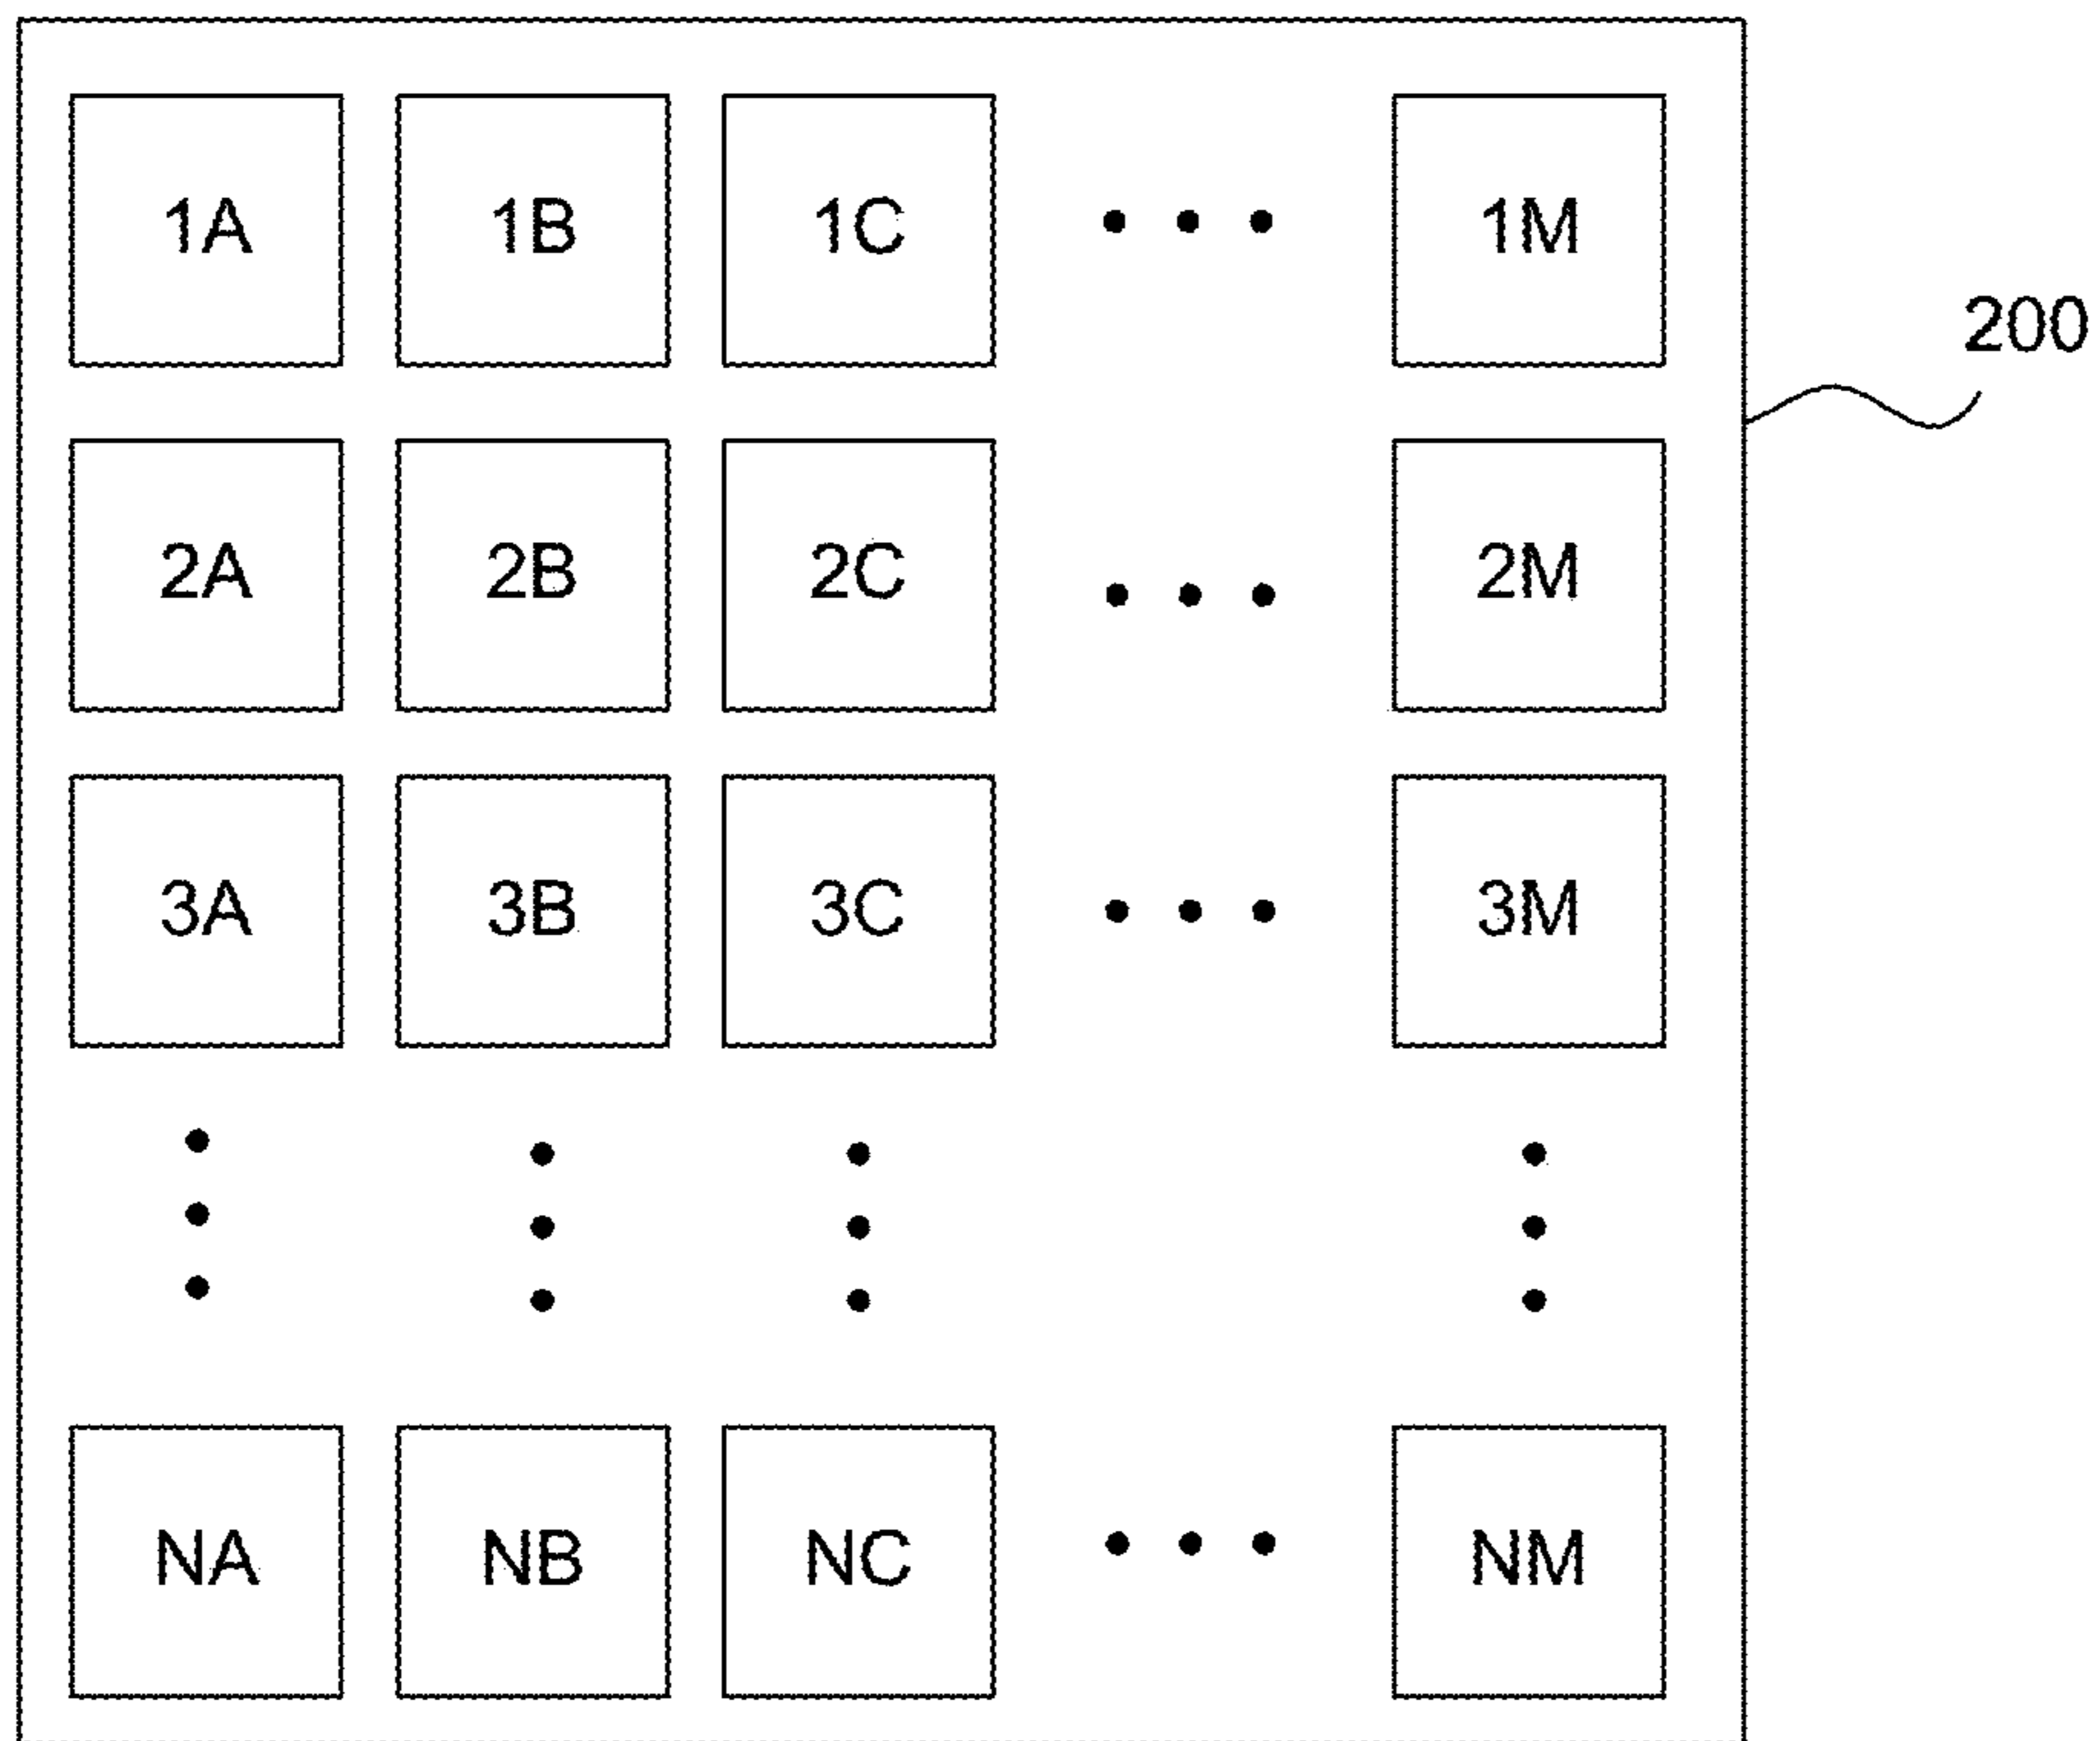 1A 1B 1C • • • 1M
200
2A 2B 2C • • • 2M
3A 3B 3C • • • 3M
NA NB NC • • • NM